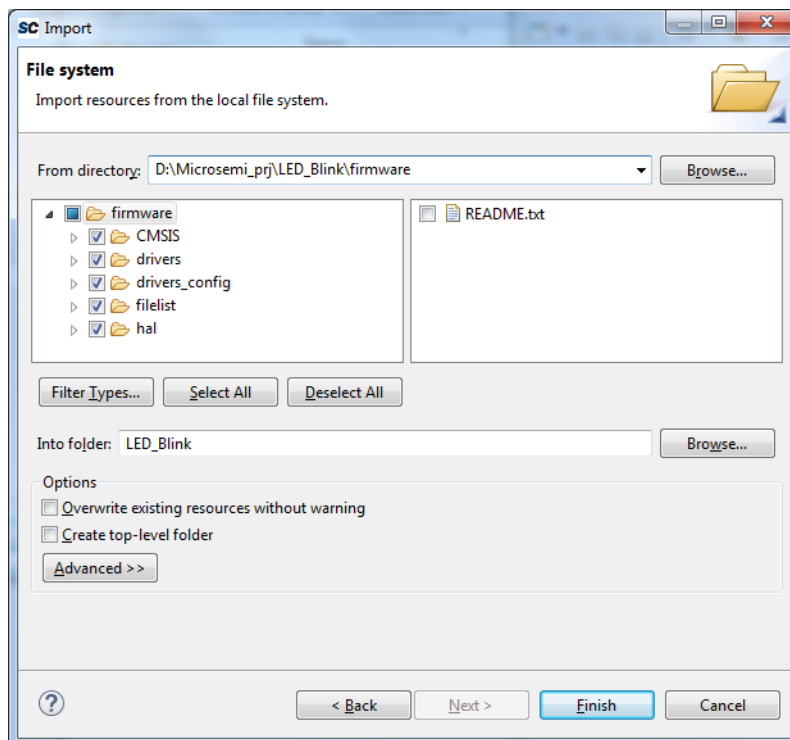 SC Import
File system
Import resources from the local file system.
From directory: D:\Microsemi_prj\LED_Blink\firmware Browse...
firmware README.txt
CMSIS
drivers
drivers_config
filelist
hal
Filter Types... Select All Deselect All
Into folder: LED_Blink Browse...
Options
Overwrite existing resources without warning
Create top-level folder
Advanced >>
? < Back Next > Finish Cancel